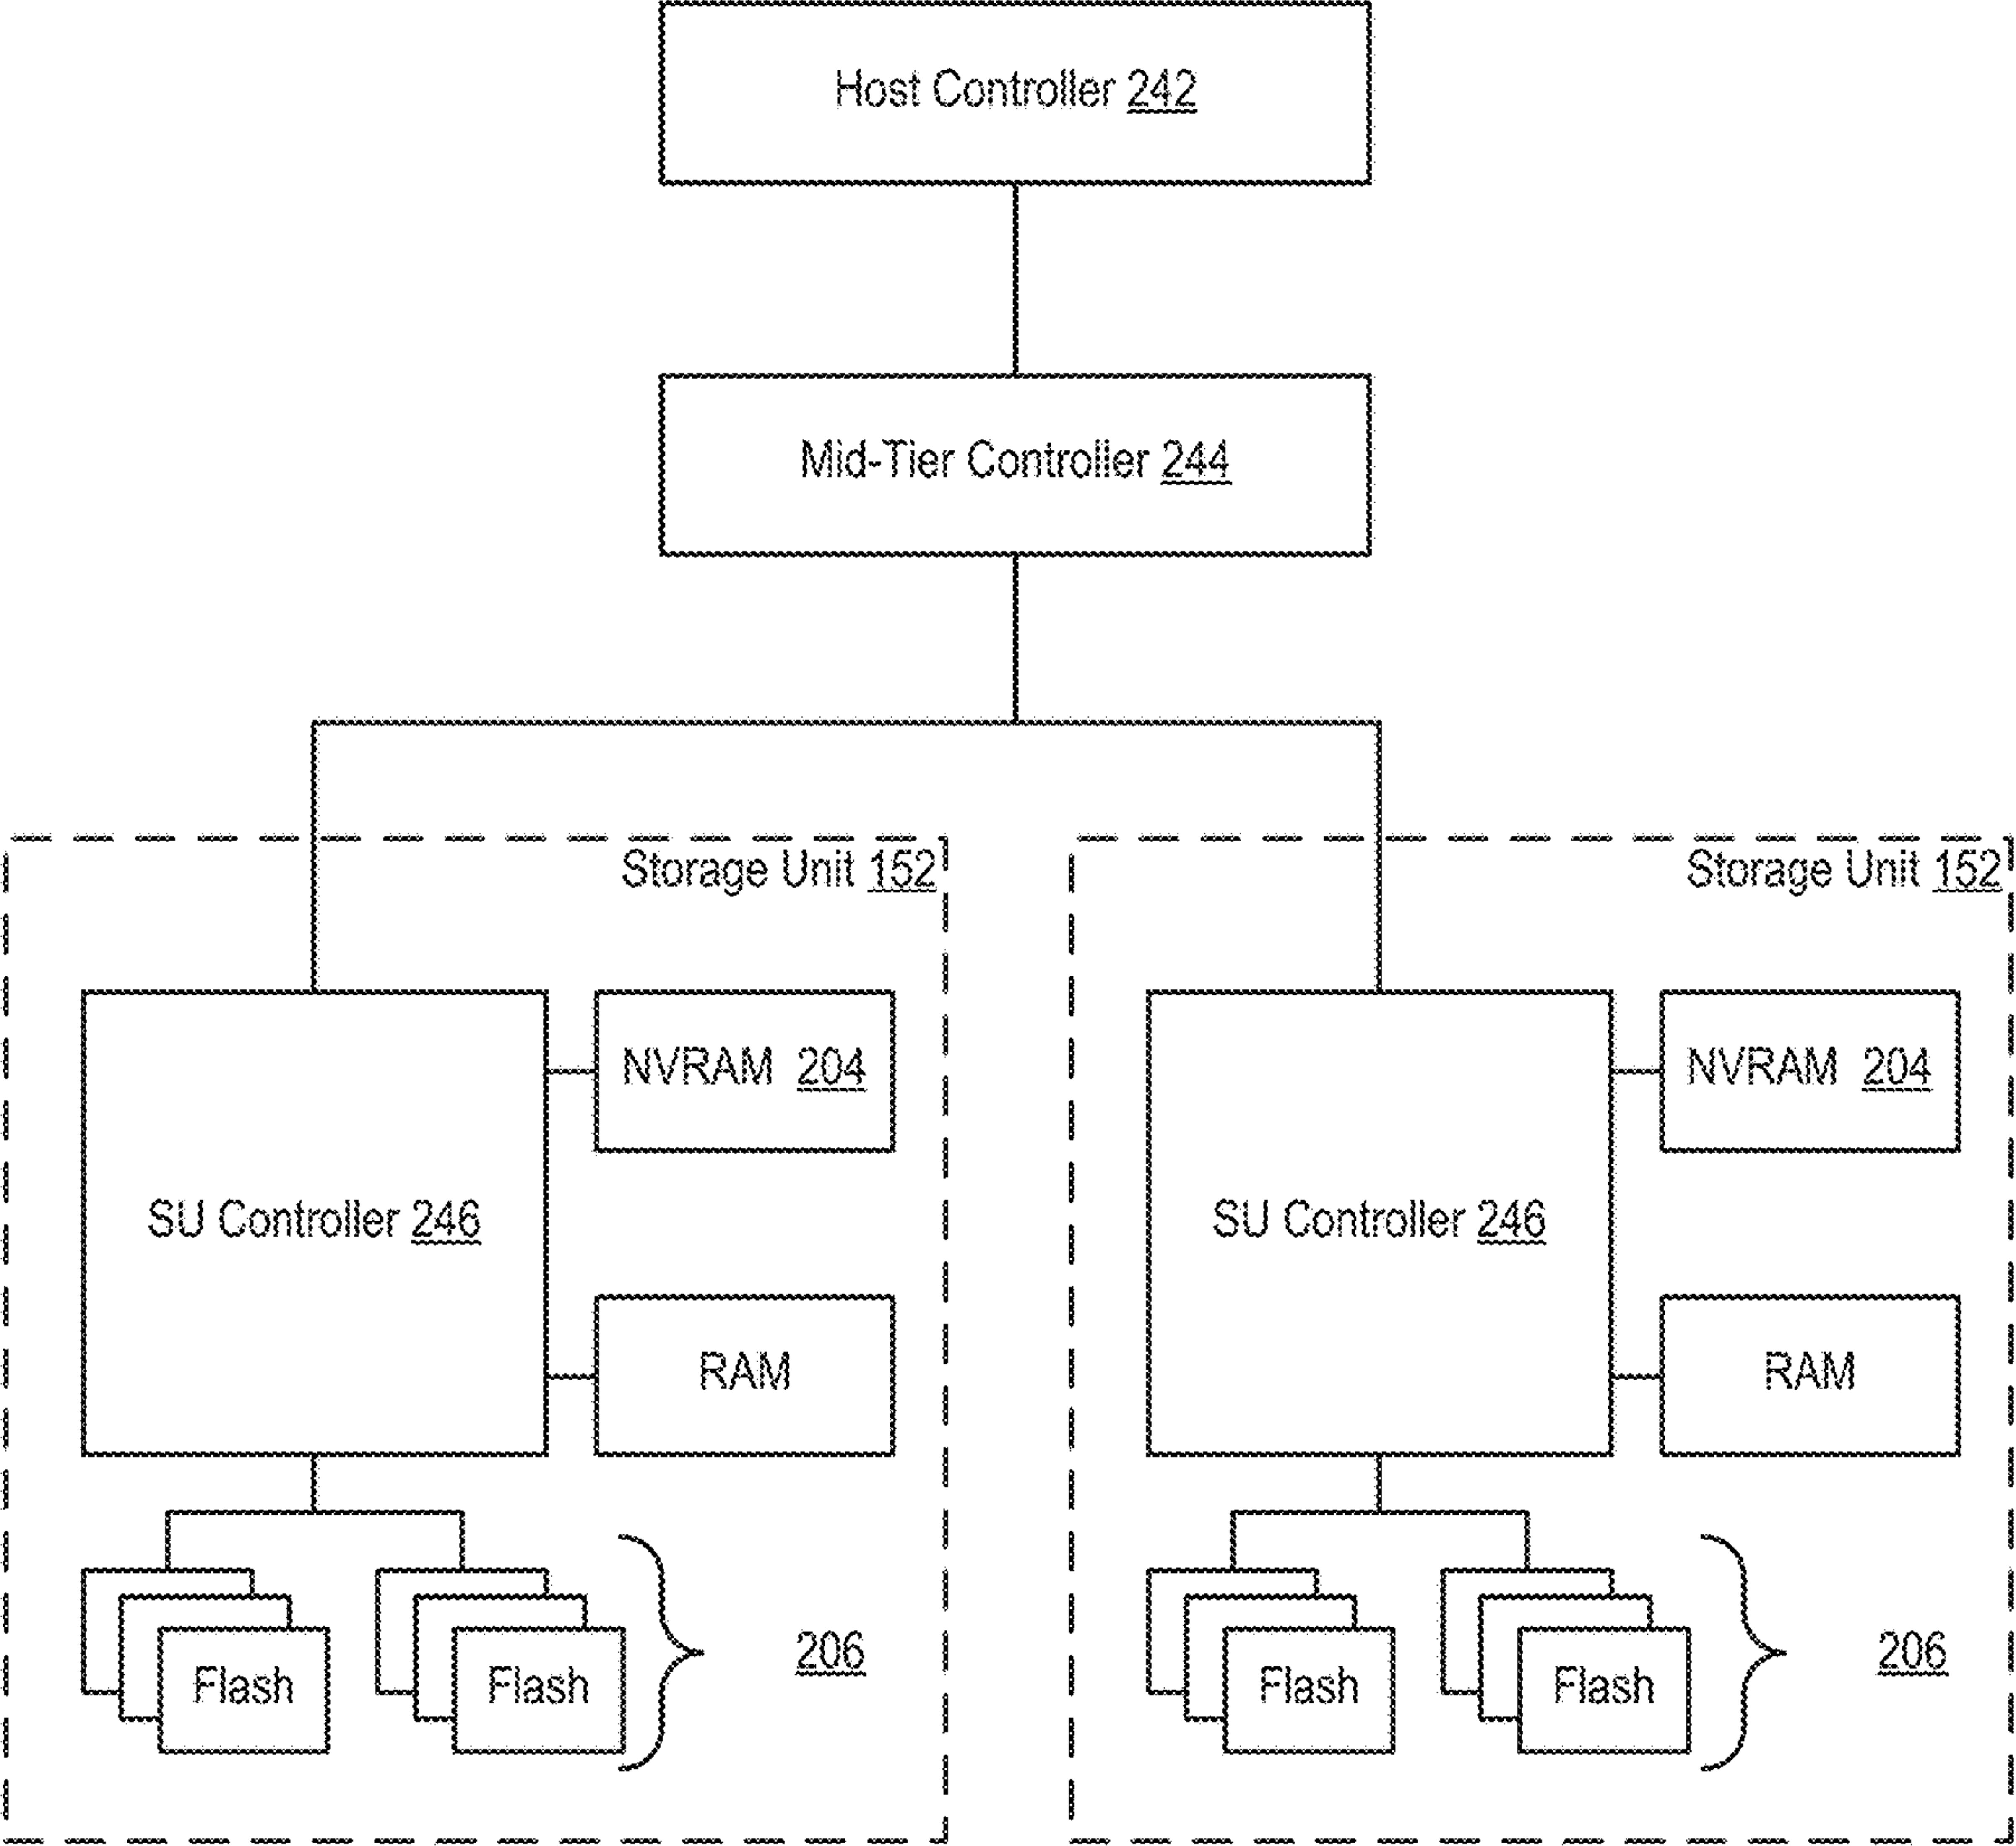 Host Controller 242
Mid-Tier Controller 244
Storage Unit 152
Storage Unit 152
NVRAM 204
NVRAM 204
SU Controller 246
SU Controller 246
RAM
RAM
Flash
Flash
206
Flash
Flash
206